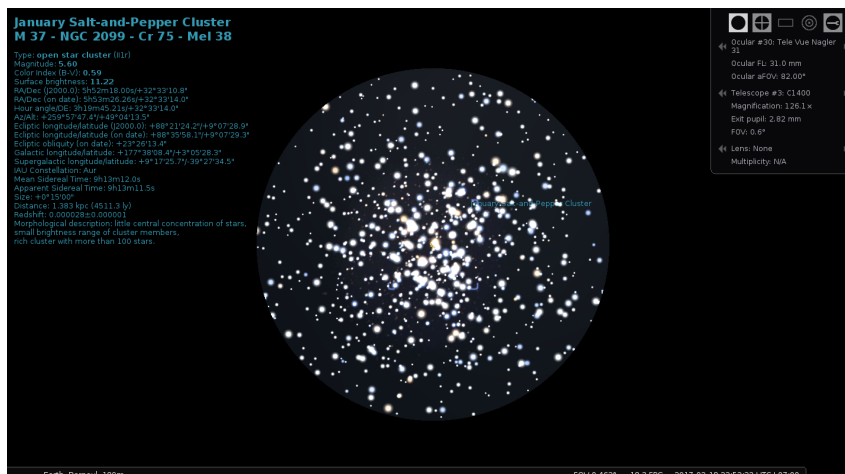 January Salt-and-Pepper Cluster
M 37 - NGC 2099 - Cr 75 - Mel 38
Type: open star cluster (II1r)
Magnitude: 5.60
Color Index (B-V): 0.59
Surface brightness: 11.22
RA/Dec (J2000.0): 5h52m18.00s/+32°33'10.8"
RA/Dec (on date): 5h53m26.26s/+32°33'14.0"
Hour angle/DE: 3h19m45.21s/+32°33'14.0"
Az/Alt: +259°57'47.4"/+49°04'13.5"
Ecliptic longitude/latitude (J2000.0): +88°21'24.2"/+9°07'28.9"
Ecliptic longitude/latitude (on date): +88°35'58.1"/+9°07'29.3"
Ecliptic obliquity (on date): +23°26'13.4"
Galactic longitude/latitude: +177°38'08.4"/+3°05'28.3"
Supergalactic longitude/latitude: +9°17'25.7"/-39°27'34.5"
IAU Constellation: Aur
Mean Sidereal Time: 9h13m12.0s
Apparent Sidereal Time: 9h13m11.5s
Size: +0°15'00"
Distance: 1.383 kpc (4511.3 ly)
Redshift: 0.000028±0.000001
Morphological description: little central concentration of stars,
small brightness range of cluster members,
rich cluster with more than 100 stars.
January Salt-and-Pepper Cluster
Ocular #30: Tele Vue Nagler
31
Ocular FL: 31.0 mm
Ocular aFOV: 82.00°
Telescope #3: C1400
Magnification: 126.1×
Exit pupil: 2.82 mm
FOV: 0.6°
Lens: None
Multiplicity: N/A